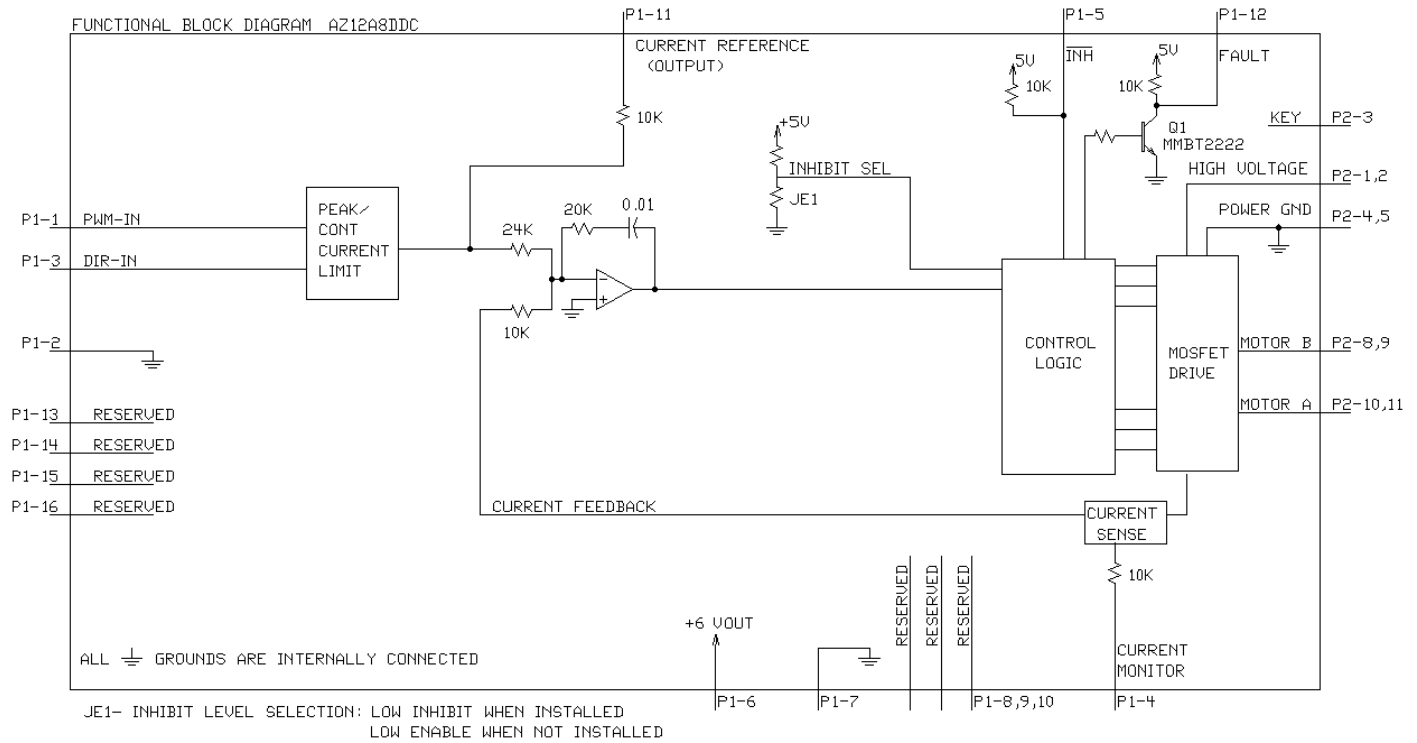 FUNCTIONAL BLOCK DIAGRAM AZ12A8DDC
P1-11
P1-5
P1-12
CURRENT REFERENCE
(OUTPUT)
10K
5V
10K
INH
5V
10K
FAULT
Q1
MMBT2222
KEY
P2-3
HIGH VOLTAGE
P2-1,2
POWER GND
P2-4,5
+5V
INHIBIT SEL
JE1
P1-1
PWM-IN
P1-3
DIR-IN
PEAK/
CONT
CURRENT
LIMIT
24K
20K
0.01
-
+
10K
P1-2
CONTROL
LOGIC
MOSFET
DRIVE
MOTOR B
P2-8,9
MOTOR A
P2-10,11
P1-13
RESERVED
P1-14
RESERVED
P1-15
RESERVED
P1-16
RESERVED
CURRENT FEEDBACK
CURRENT
SENSE
10K
RESERVED
RESERVED
RESERVED
+6 VOUT
CURRENT
MONITOR
ALL GROUNDS ARE INTERNALLY CONNECTED
P1-6
P1-7
P1-8,9,10
P1-4
JE1- INHIBIT LEVEL SELECTION: LOW INHIBIT WHEN INSTALLED
LOW ENABLE WHEN NOT INSTALLED